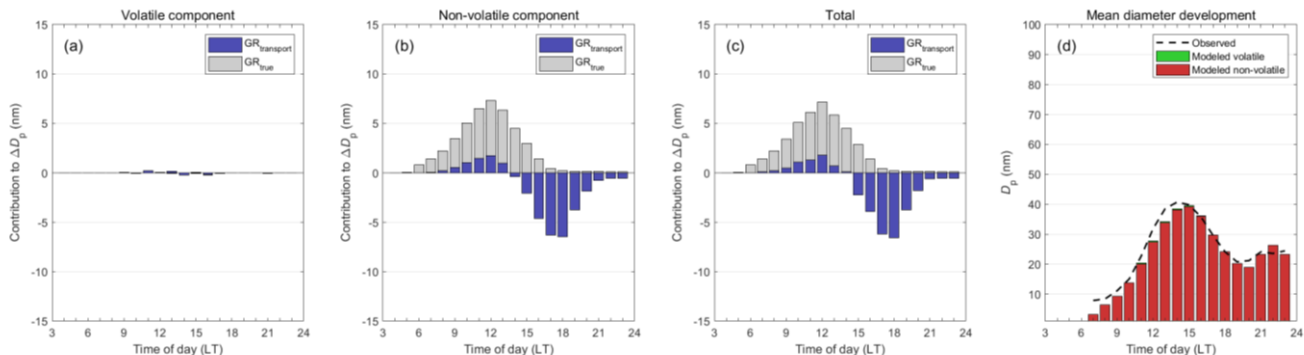 Volatile component
(a)
GRtransport
GRtrue
Contribution to ΔDp (nm)
15
10
5
0
-5
-10
-15
3 6 9 12 15 18 21 24
Time of day (LT)
Non-volatile component
(b)
GRtransport
GRtrue
Contribution to ΔDp (nm)
15
10
5
0
-5
-10
-15
3 6 9 12 15 18 21 24
Time of day (LT)
Total
(c)
GRtransport
GRtrue
Contribution to ΔDp (nm)
15
10
5
0
-5
-10
-15
3 6 9 12 15 18 21 24
Time of day (LT)
Mean diameter development
(d)
Observed
Modeled volatile
Modeled non-volatile
Dp (nm)
100
90
80
70
60
50
40
30
20
10
3 6 9 12 15 18 21 24
Time of day (LT)